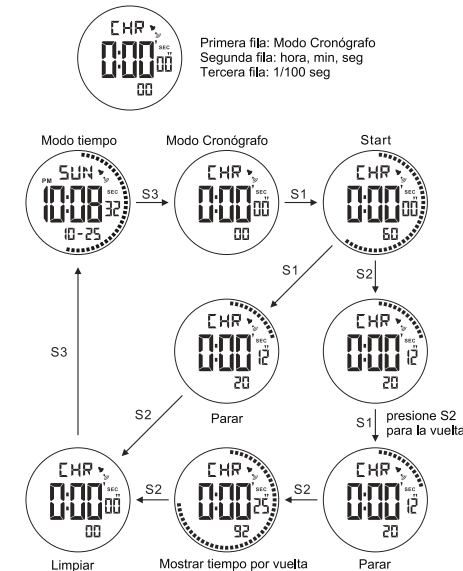 CHR
0:00 00
SEC
00
Primera fila: Modo Cronógrafo
Segunda fila: hora, min, seg
Tercera fila: 1/100 seg
Modo tiempo
Modo Cronógrafo
Start
SUN
PM
10:08 32
SEC
10-25
S3
CHR
0:00 00
SEC
00
S1
CHR
0:00 00
SEC
60
S1
S2
S3
CHR
0:00 12
SEC
20
Parar
CHR
0:00 12
SEC
20
S2
S1
presione S2
para la vuelta
CHR
0:00 00
SEC
00
Limpiar
S2
CHR
0:00 25
SEC
92
Mostrar tiempo por vuelta
S2
CHR
0:00 12
SEC
20
Parar